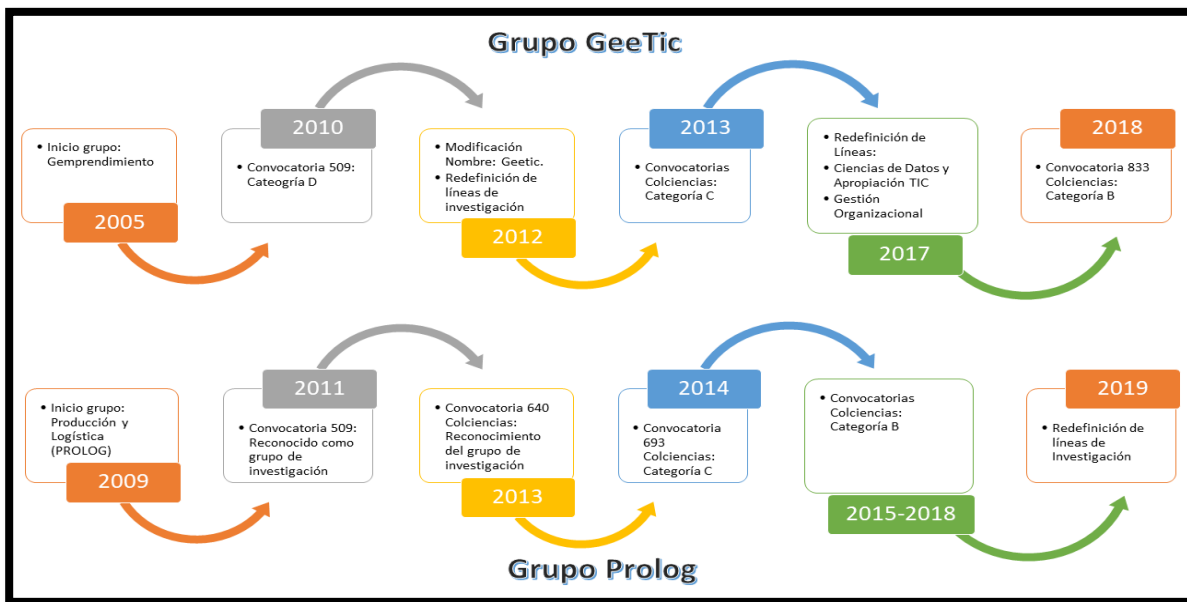 Grupo GeeTic
• Inicio grupo:
Gemprendimiento
2005
2010
• Convocatoria 509:
Cateogría D
• Modificación
Nombre: Geetic.
• Redefinición de
líneas de
investigación
2012
2013
• Convocatorias
Colciencias:
Categoría C
• Redefinición de
Líneas:
• Ciencias de Datos y
Apropiación TIC
• Gestión
Organizacional
2017
2018
• Convocatoria 833
Colciencias:
Categoría B
• Inicio grupo:
Producción y
Logística
(PROLOG)
2009
2011
• Convocatoria 509:
Reconocido como
grupo de
investigación
• Convocatoria 640
Colciencias:
Reconocimiento
del grupo de
investigación
2013
2014
• Convocatoria
693
Colciencias:
Categoría C
• Convocatorias
Colciencias:
Categoría B
2015-2018
2019
• Redefinición de
líneas de
Investigación
Grupo Prolog